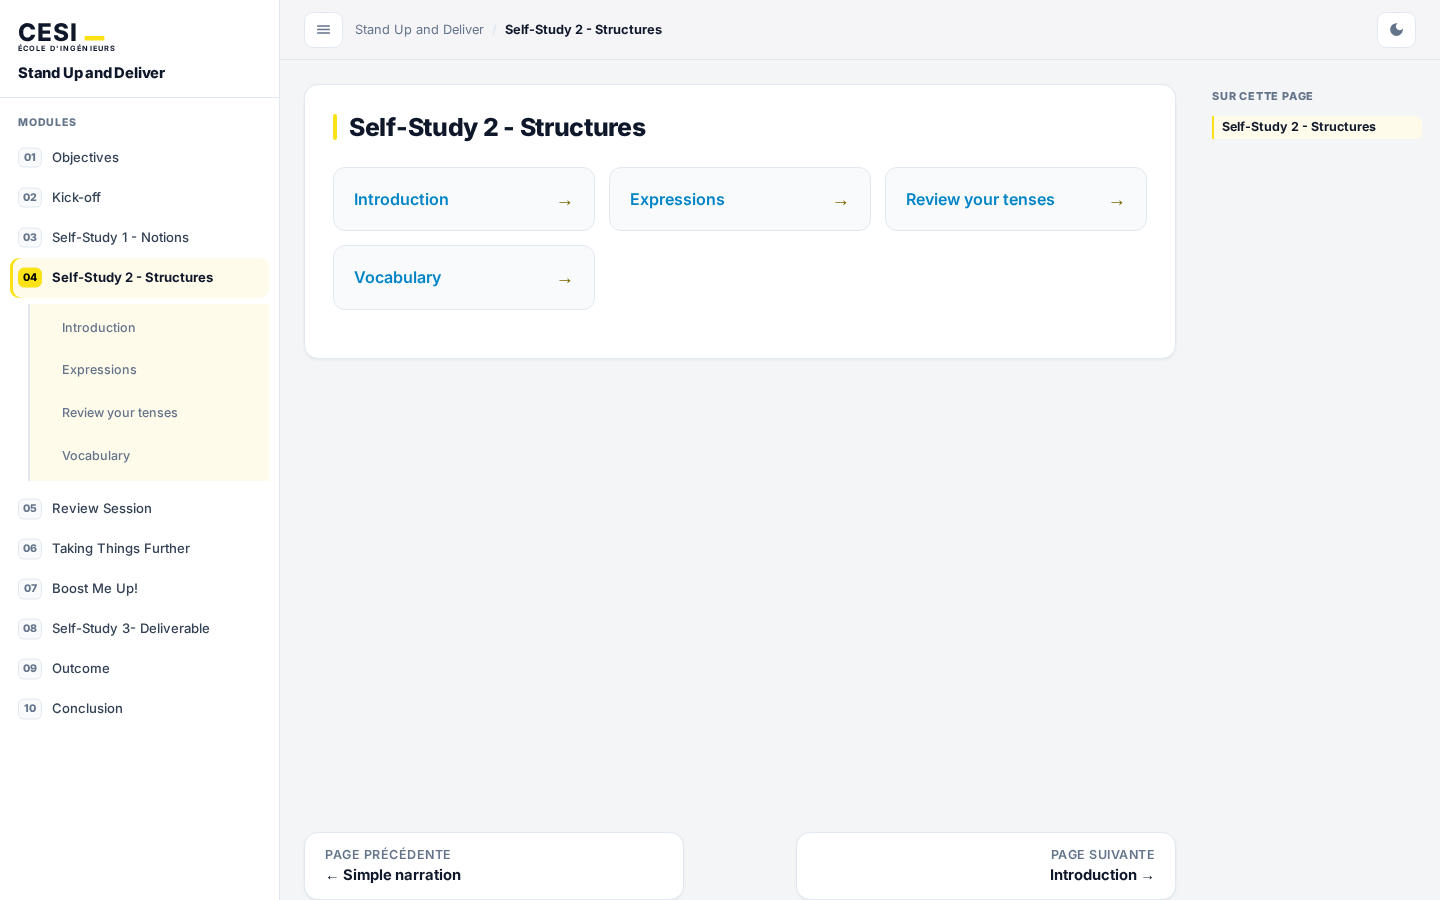 CESI
ÉCOLE D'INGÉNIEURS
Stand Up and Deliver
MODULES
01 Objectives
02 Kick-off
03 Self-Study 1 - Notions
04 Self-Study 2 - Structures
Introduction
Expressions
Review your tenses
Vocabulary
05 Review Session
06 Taking Things Further
07 Boost Me Up!
08 Self-Study 3- Deliverable
09 Outcome
10 Conclusion
Stand Up and Deliver / Self-Study 2 - Structures
Self-Study 2 - Structures
Introduction →
Expressions →
Review your tenses →
Vocabulary →
PAGE PRÉCÉDENTE
← Simple narration
PAGE SUIVANTE
Introduction →
SUR CETTE PAGE
Self-Study 2 - Structures